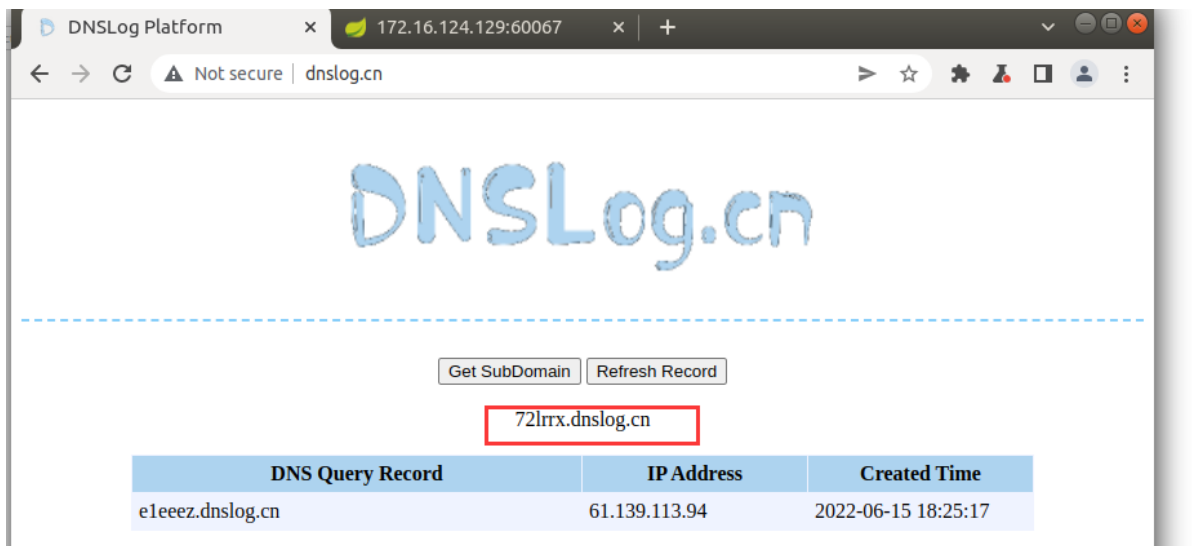 DNSLog Platform
172.16.124.129:60067
Not secure dnslog.cn
DNSLog.cn
Get SubDomain Refresh Record
72lrrx.dnslog.cn
DNS Query Record IP Address Created Time
e1eeez.dnslog.cn 61.139.113.94 2022-06-15 18:25:17